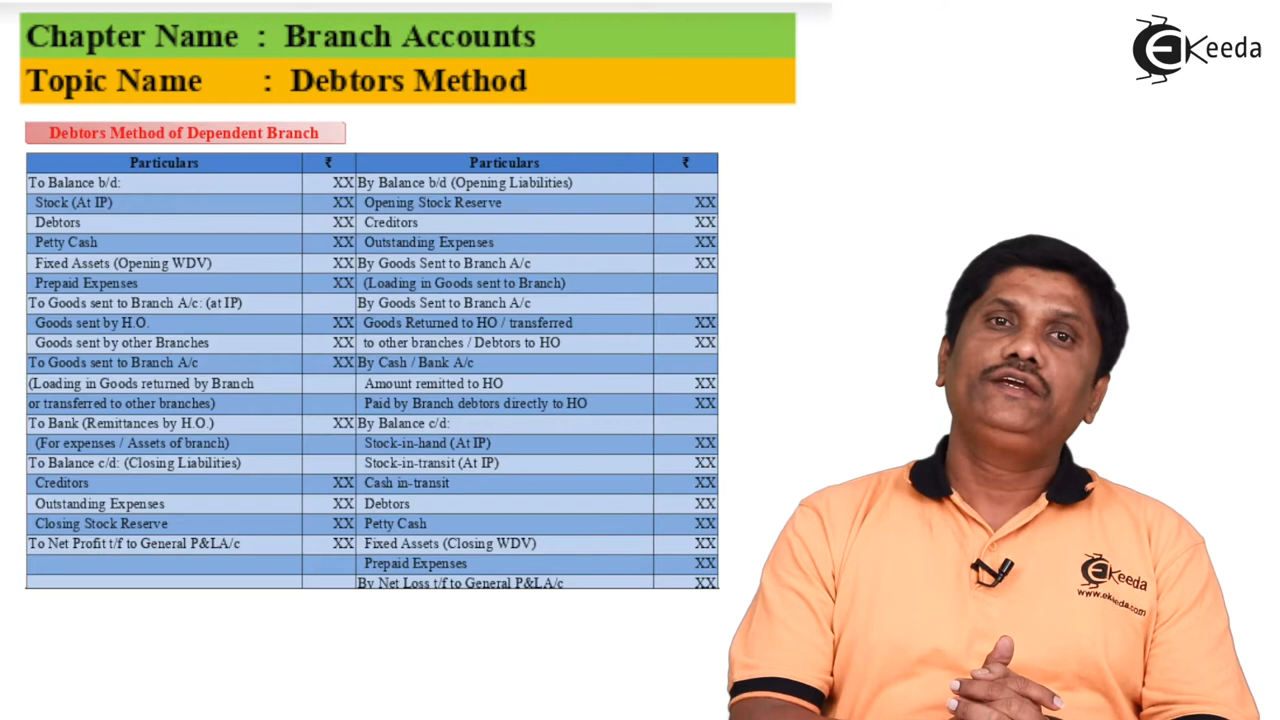 Chapter Name : Branch Accounts
Topic Name : Debtors Method
EKeeda
Debtors Method of Dependent Branch
Particulars ₹ Particulars ₹
To Balance b/d: XX By Balance b/d (Opening Liabilities)
Stock (At IP) XX Opening Stock Reserve XX
Debtors XX Creditors XX
Petty Cash XX Outstanding Expenses XX
Fixed Assets (Opening WDV) XX By Goods Sent to Branch A/c XX
Prepaid Expenses XX (Loading in Goods sent to Branch)
To Goods sent to Branch A/c: (at IP) By Goods Sent to Branch A/c
Goods sent by H.O. XX Goods Returned to HO / transferred XX
Goods sent by other Branches XX to other branches / Debtors to HO XX
To Goods sent to Branch A/c XX By Cash / Bank A/c
(Loading in Goods returned by Branch Amount remitted to HO XX
or transferred to other branches) Paid by Branch debtors directly to HO XX
To Bank (Remittances by H.O.) XX By Balance c/d:
(For expenses / Assets of branch) Stock-in-hand (At IP) XX
To Balance c/d: (Closing Liabilities) Stock-in-transit (At IP) XX
Creditors XX Cash in-transit XX
Outstanding Expenses XX Debtors XX
Closing Stock Reserve XX Petty Cash XX
To Net Profit t/f to General P&LA/c XX Fixed Assets (Closing WDV) XX
Prepaid Expenses XX
By Net Loss t/f to General P&LA/c XX
EKeeda
www.ekeeda.com